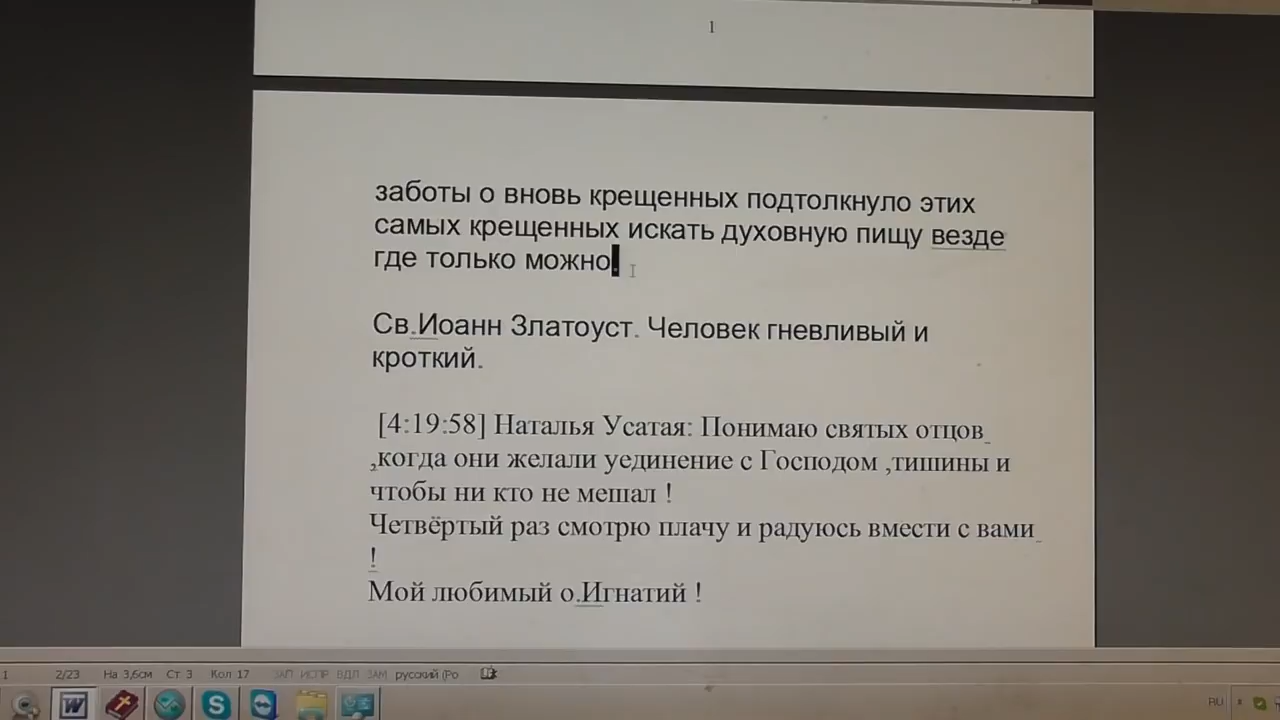 1
заботы о вновь крещенных подтолкнуло этих
самых крещенных искать духовную пищу везде
где только можно.
Св.Иоанн Златоуст. Человек гневливый и
кроткий.
[4:19:58] Наталья Усатая: Понимаю святых отцов
,когда они желали уединение с Господом ,тишины и
чтобы ни кто не мешал !
Четвёртый раз смотрю плачу и радуюсь вмести с вами
!
Мой любимый о.Игнатий !
1 2/23 На 3,6см Ст 3 Кол 17 ЗАП ИСПР ВДЛ ЗАМ русский (Ро
RU